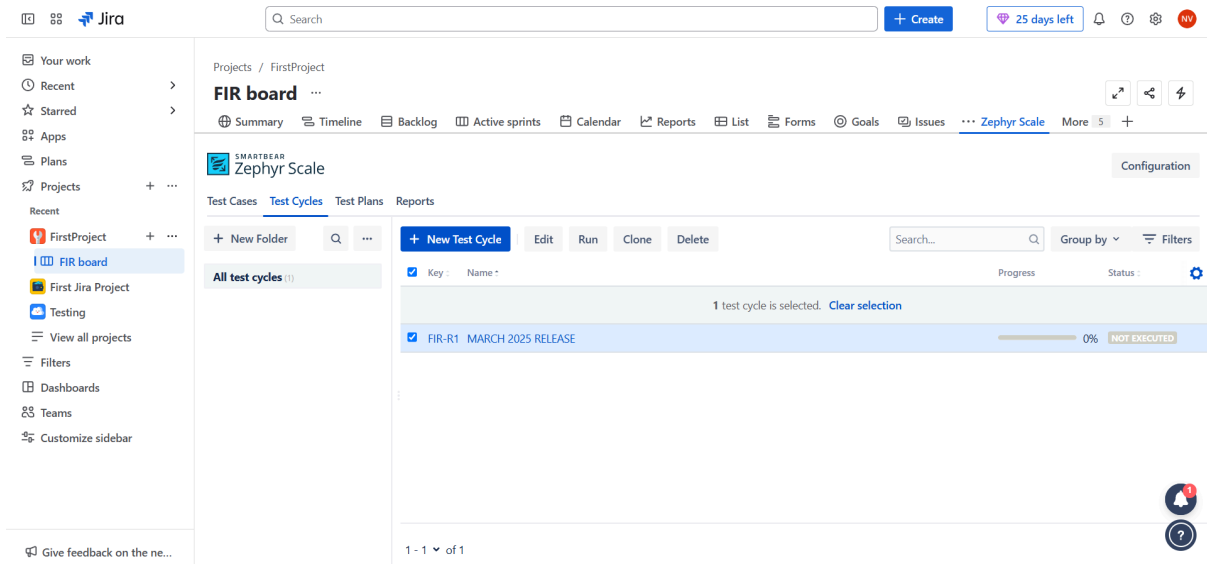 Jira
Search
+ Create
25 days left
NV
Your work
Recent
Starred
Apps
Plans
Projects
Recent
FirstProject
FIR board
First Jira Project
Testing
View all projects
Filters
Dashboards
Teams
Customize sidebar
Give feedback on the ne...
Projects / FirstProject
FIR board ...
Summary Timeline Backlog Active sprints Calendar Reports List Forms Goals Issues Zephyr Scale More 5 +
SMARTBEAR
Zephyr Scale
Configuration
Test Cases Test Cycles Test Plans Reports
+ New Folder ...
+ New Test Cycle Edit Run Clone Delete Search... Group by Filters
All test cycles (1)
Key Name Progress Status
1 test cycle is selected. Clear selection
FIR-R1 MARCH 2025 RELEASE 0% NOT EXECUTED
1
?
1 - 1 of 1